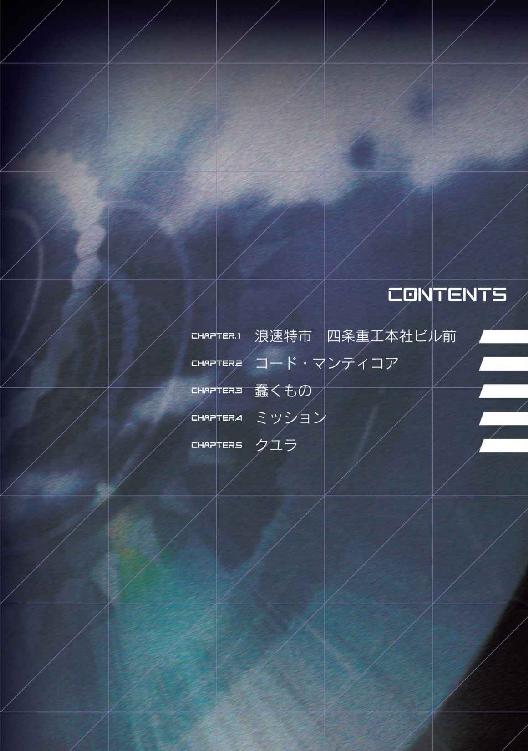 CONTENTS
CHAPTER.1 浪速特市　四条重工本社ビル前
CHAPTER.2 コード・マンティコア
CHAPTER.3 蠢くもの
CHAPTER.4 ミッション
CHAPTER.5 クユラ